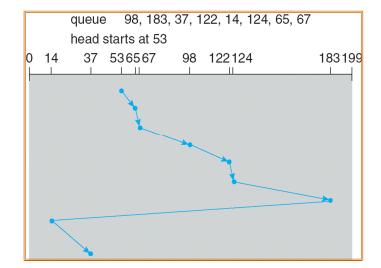 queue 98, 183, 37, 122, 14, 124, 65, 67
head starts at 53
0 14 37 53 65 67 98 122 124 183 199